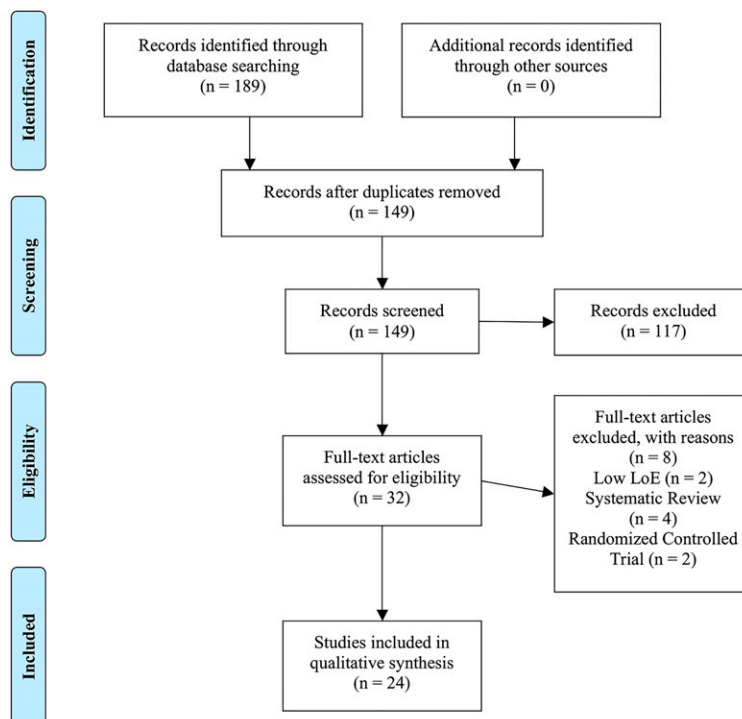 Identification
Records identified through
database searching
(n = 189)
Additional records identified
through other sources
(n = 0)
Records after duplicates removed
(n = 149)
Screening
Records screened
(n = 149)
Records excluded
(n = 117)
Eligibility
Full-text articles
assessed for eligibility
(n = 32)
Full-text articles
excluded, with reasons
(n = 8)
Low LoE (n = 2)
Systematic Review
(n = 4)
Randomized Controlled
Trial (n = 2)
Included
Studies included in
qualitative synthesis
(n = 24)